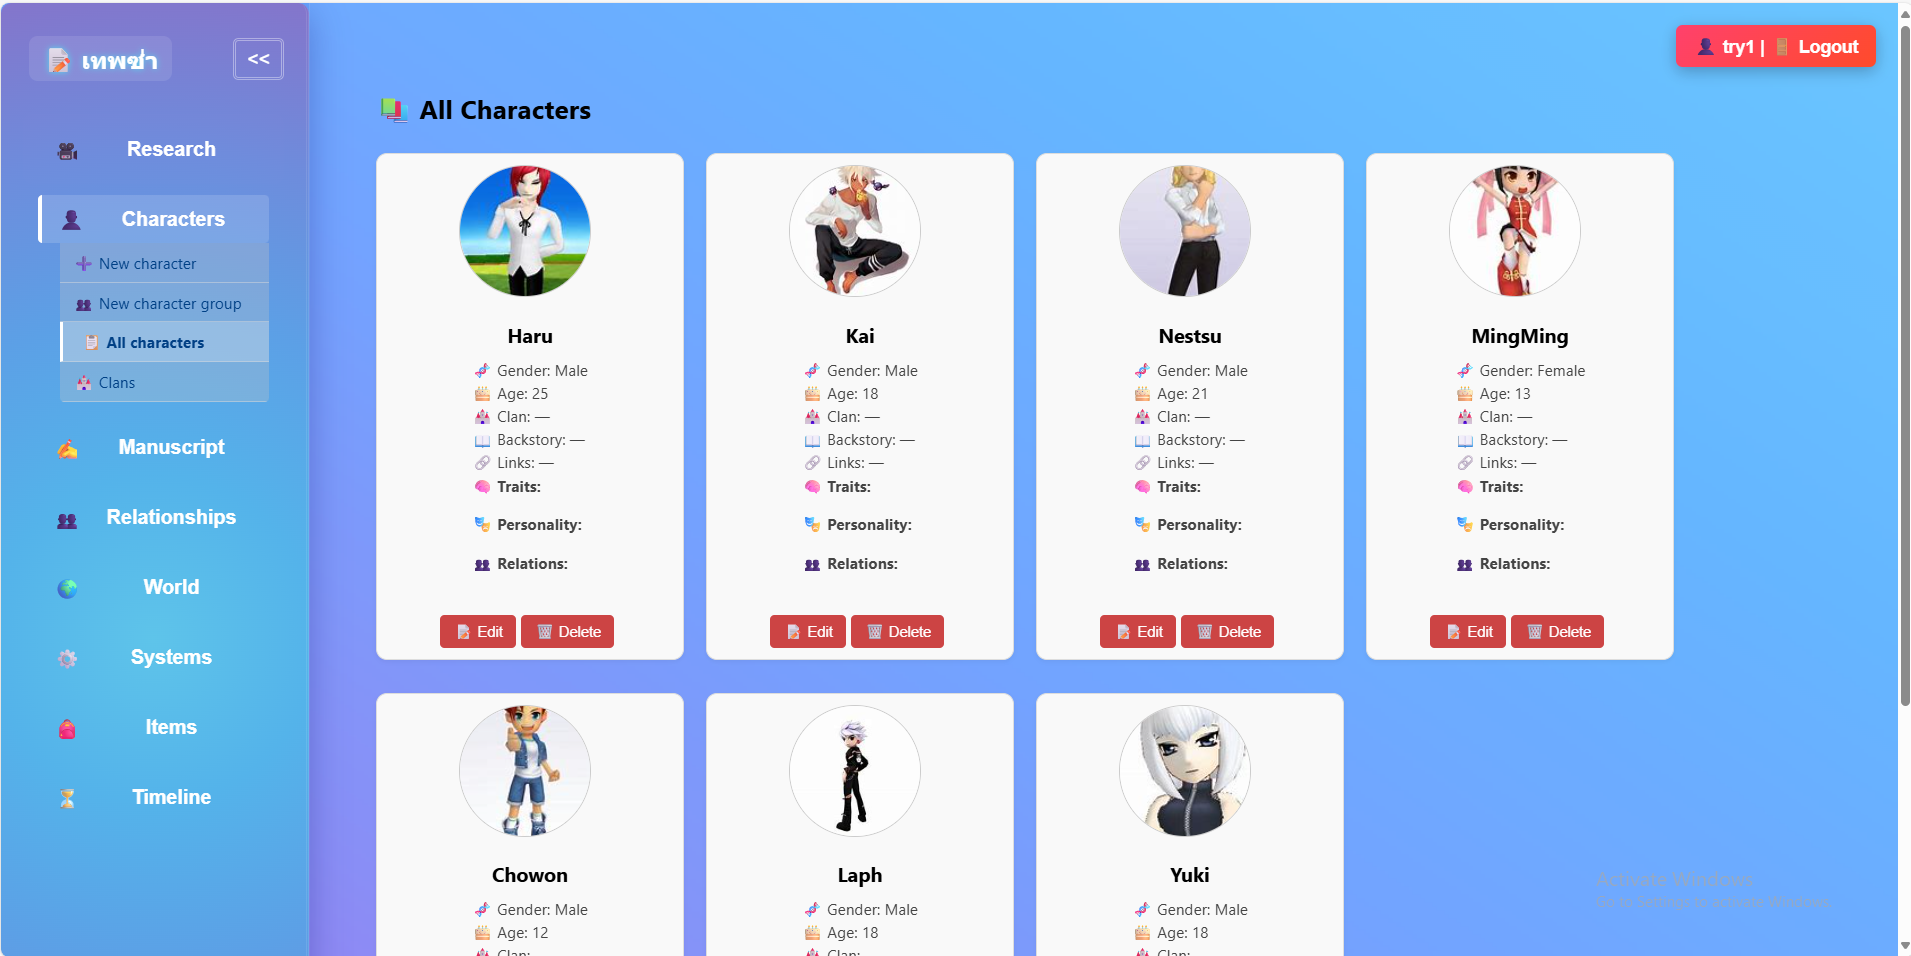 เทพซ่า
<<
try1 | Logout
Research
Characters
New character
New character group
All characters
Clans
Manuscript
Relationships
World
Systems
Items
Timeline
All Characters
Haru
Gender: Male
Age: 25
Clan: —
Backstory: —
Links: —
Traits:
Personality:
Relations:
Edit Delete
Kai
Gender: Male
Age: 18
Clan: —
Backstory: —
Links: —
Traits:
Personality:
Relations:
Edit Delete
Nestsu
Gender: Male
Age: 21
Clan: —
Backstory: —
Links: —
Traits:
Personality:
Relations:
Edit Delete
MingMing
Gender: Female
Age: 13
Clan: —
Backstory: —
Links: —
Traits:
Personality:
Relations:
Edit Delete
Chowon
Gender: Male
Age: 12
Clan: —
Laph
Gender: Male
Age: 18
Clan: —
Yuki
Gender: Male
Age: 18
Clan: —
Activate Windows
Go to Settings to activate Windows.